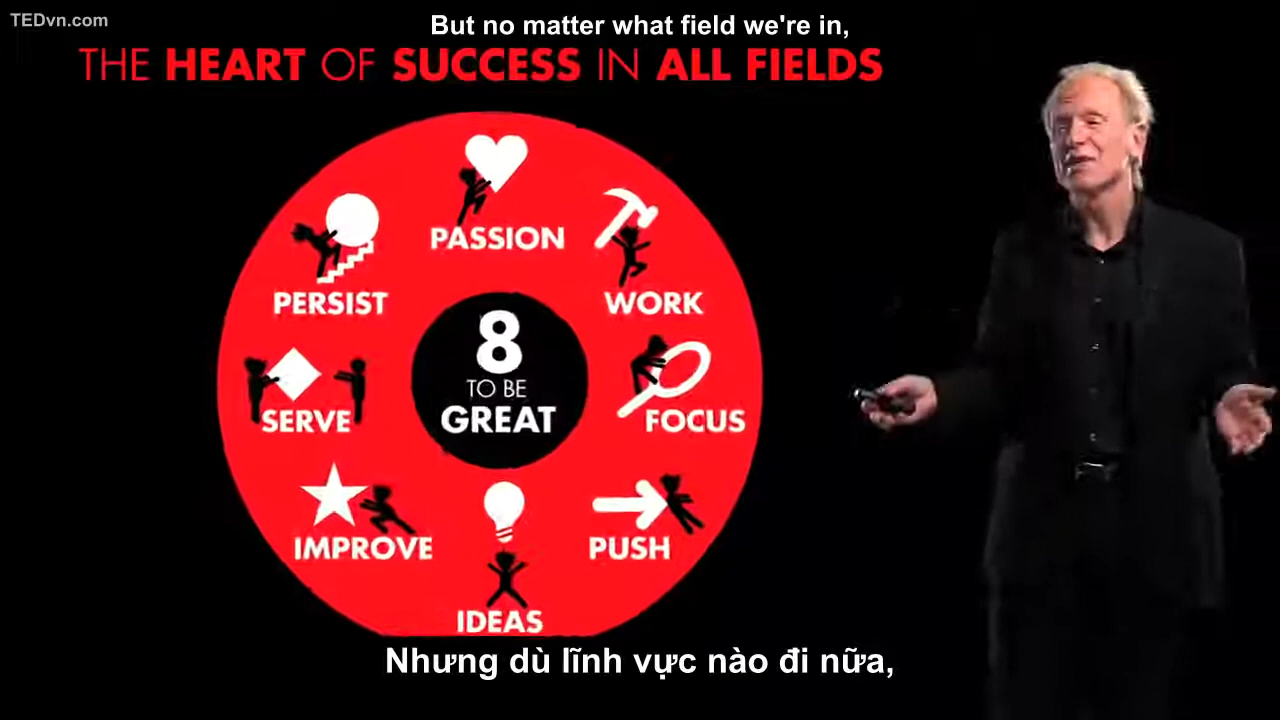 TEDvn.com
But no matter what field we're in,
THE HEART OF SUCCESS IN ALL FIELDS
PASSION
PERSIST
WORK
8
TO BE
GREAT
SERVE
FOCUS
IMPROVE
PUSH
IDEAS
Nhưng dù lĩnh vực nào đi nữa,